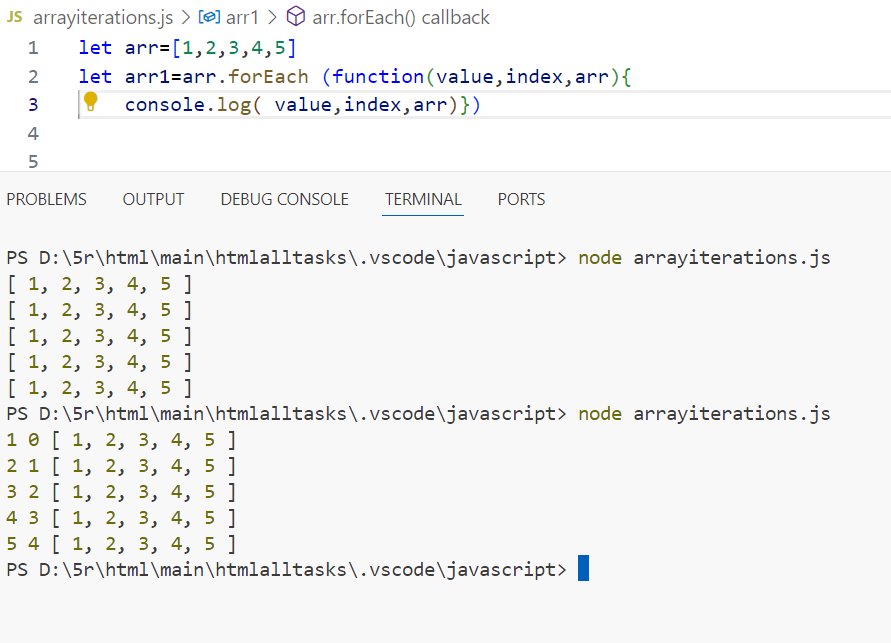 JS arrayiterations.js > arr1 > arr.forEach() callback
1 let arr=[1,2,3,4,5]
2 let arr1=arr.forEach (function(value,index,arr){
3 console.log( value,index,arr)})
4
5
PROBLEMS OUTPUT DEBUG CONSOLE TERMINAL PORTS
PS D:\5r\html\main\htmlalltasks\.vscode\javascript> node arrayiterations.js
[ 1, 2, 3, 4, 5 ]
[ 1, 2, 3, 4, 5 ]
[ 1, 2, 3, 4, 5 ]
[ 1, 2, 3, 4, 5 ]
[ 1, 2, 3, 4, 5 ]
PS D:\5r\html\main\htmlalltasks\.vscode\javascript> node arrayiterations.js
1 0 [ 1, 2, 3, 4, 5 ]
2 1 [ 1, 2, 3, 4, 5 ]
3 2 [ 1, 2, 3, 4, 5 ]
4 3 [ 1, 2, 3, 4, 5 ]
5 4 [ 1, 2, 3, 4, 5 ]
PS D:\5r\html\main\htmlalltasks\.vscode\javascript>